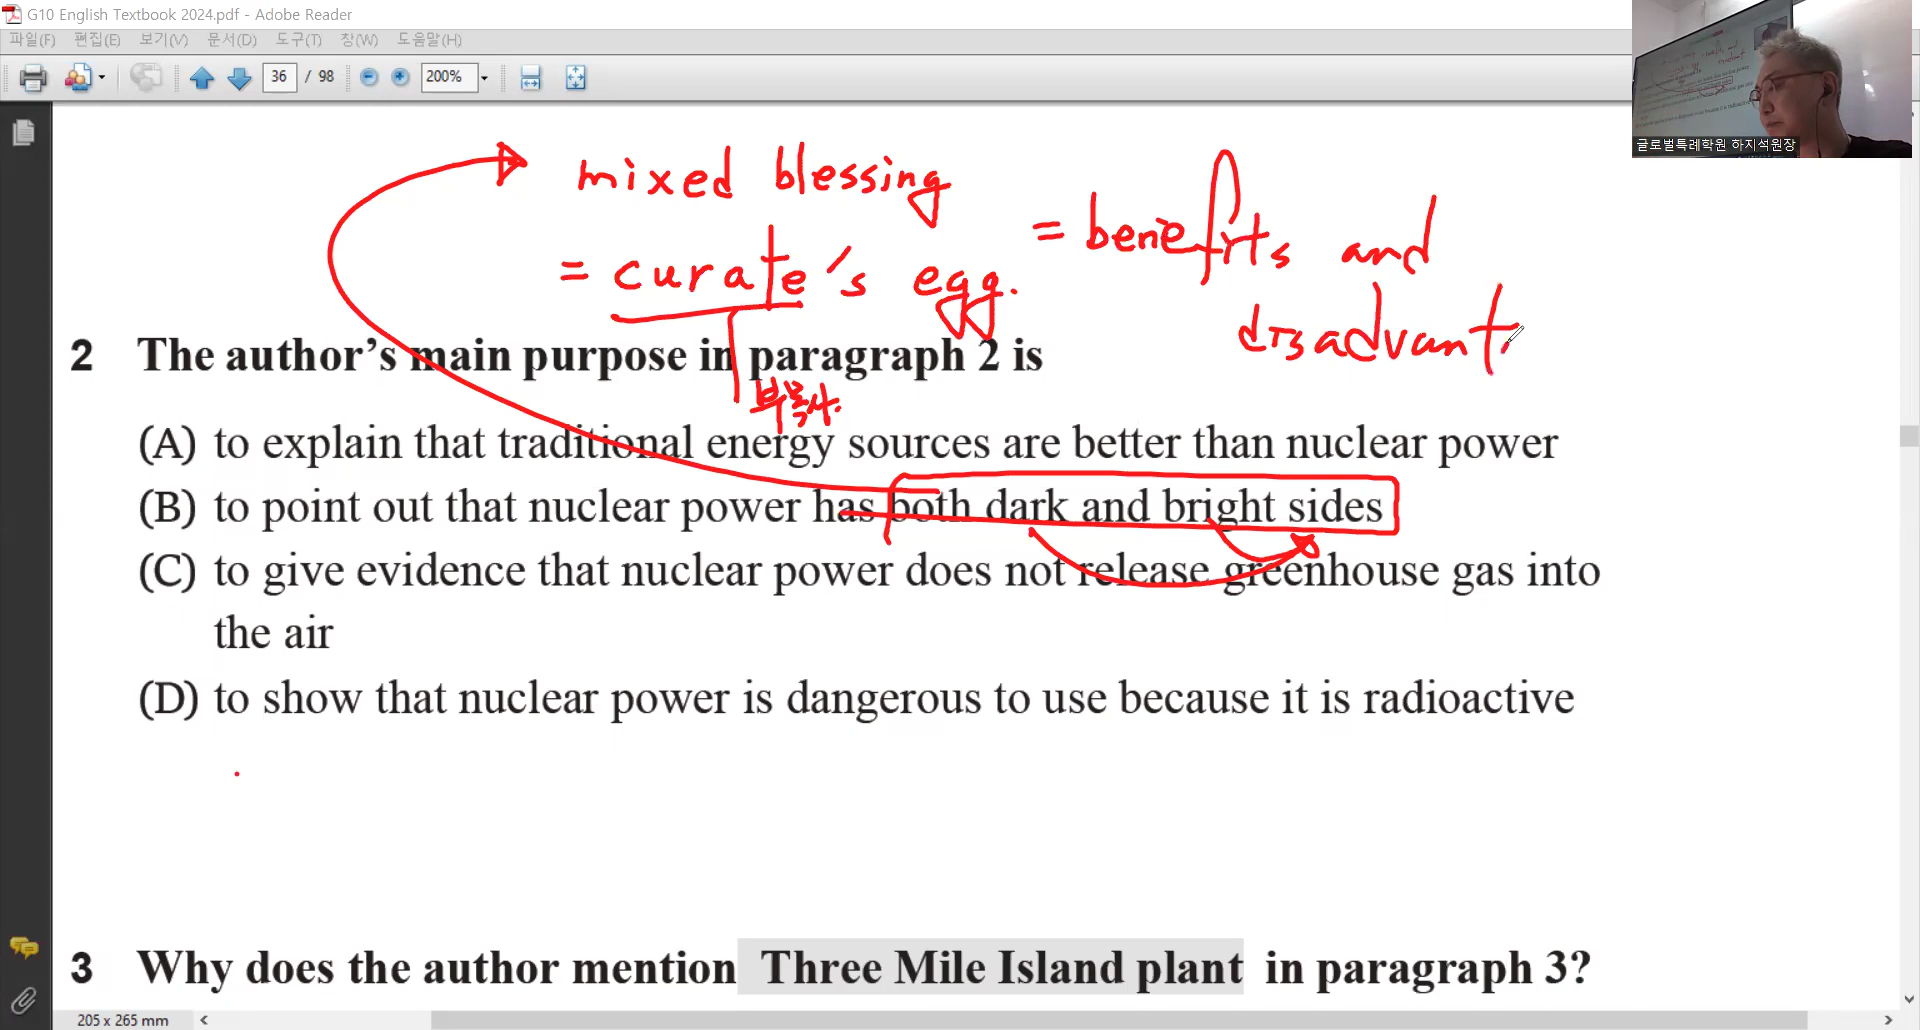 G10 English Textbook 2024.pdf - Adobe Reader
파일(F) 편집(E) 보기(V) 문서(D) 도구(T) 창(W) 도움말(H)
36 / 98 200%
글로벌특례학원 하지석원장
mixed blessing
= curate's egg.
= benefits and
disadvant
2 The author's main purpose in paragraph 2 is
(A) to explain that traditional energy sources are better than nuclear power
(B) to point out that nuclear power has both dark and bright sides
(C) to give evidence that nuclear power does not release greenhouse gas into
the air
(D) to show that nuclear power is dangerous to use because it is radioactive
3 Why does the author mention Three Mile Island plant in paragraph 3?
205 x 265 mm